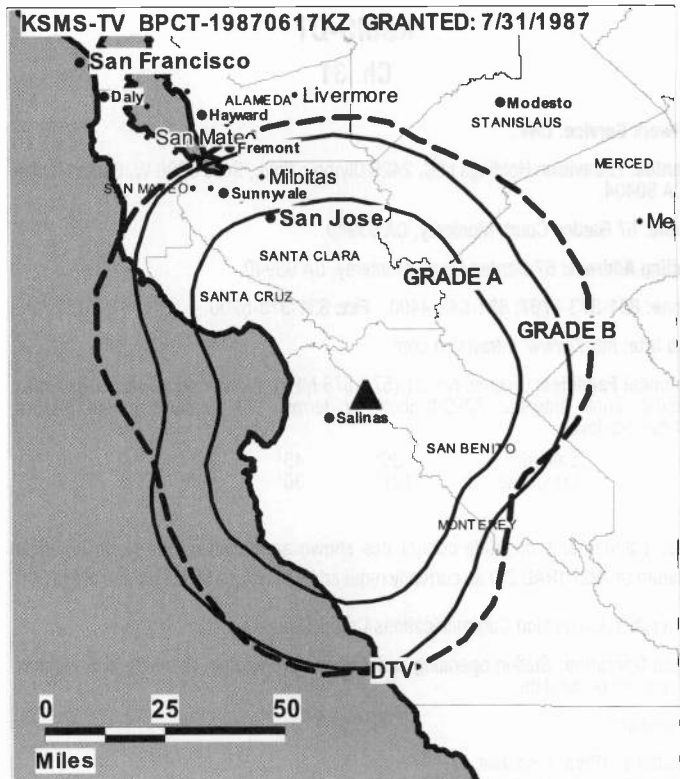 KSMS-TV BPCT-19870617KZ GRANTED: 7/31/1987
San Francisco
Daly
ALAMEDA
Livermore
Hayward
Modesto
STANISLAUS
San Mateo
Fremont
MERCED
Milpitas
SAN MATEO
Sunnyvale
Me
San Jose
SANTA CLARA
GRADE A
SANTA CRUZ
GRADE B
Salinas
SAN BENITO
MONTEREY
DTV
0 25 50
Miles